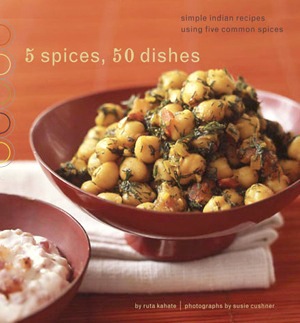 simple indian recipes
using five common spices
5 spices, 50 dishes
by ruta kahate | photographs by susie cushner